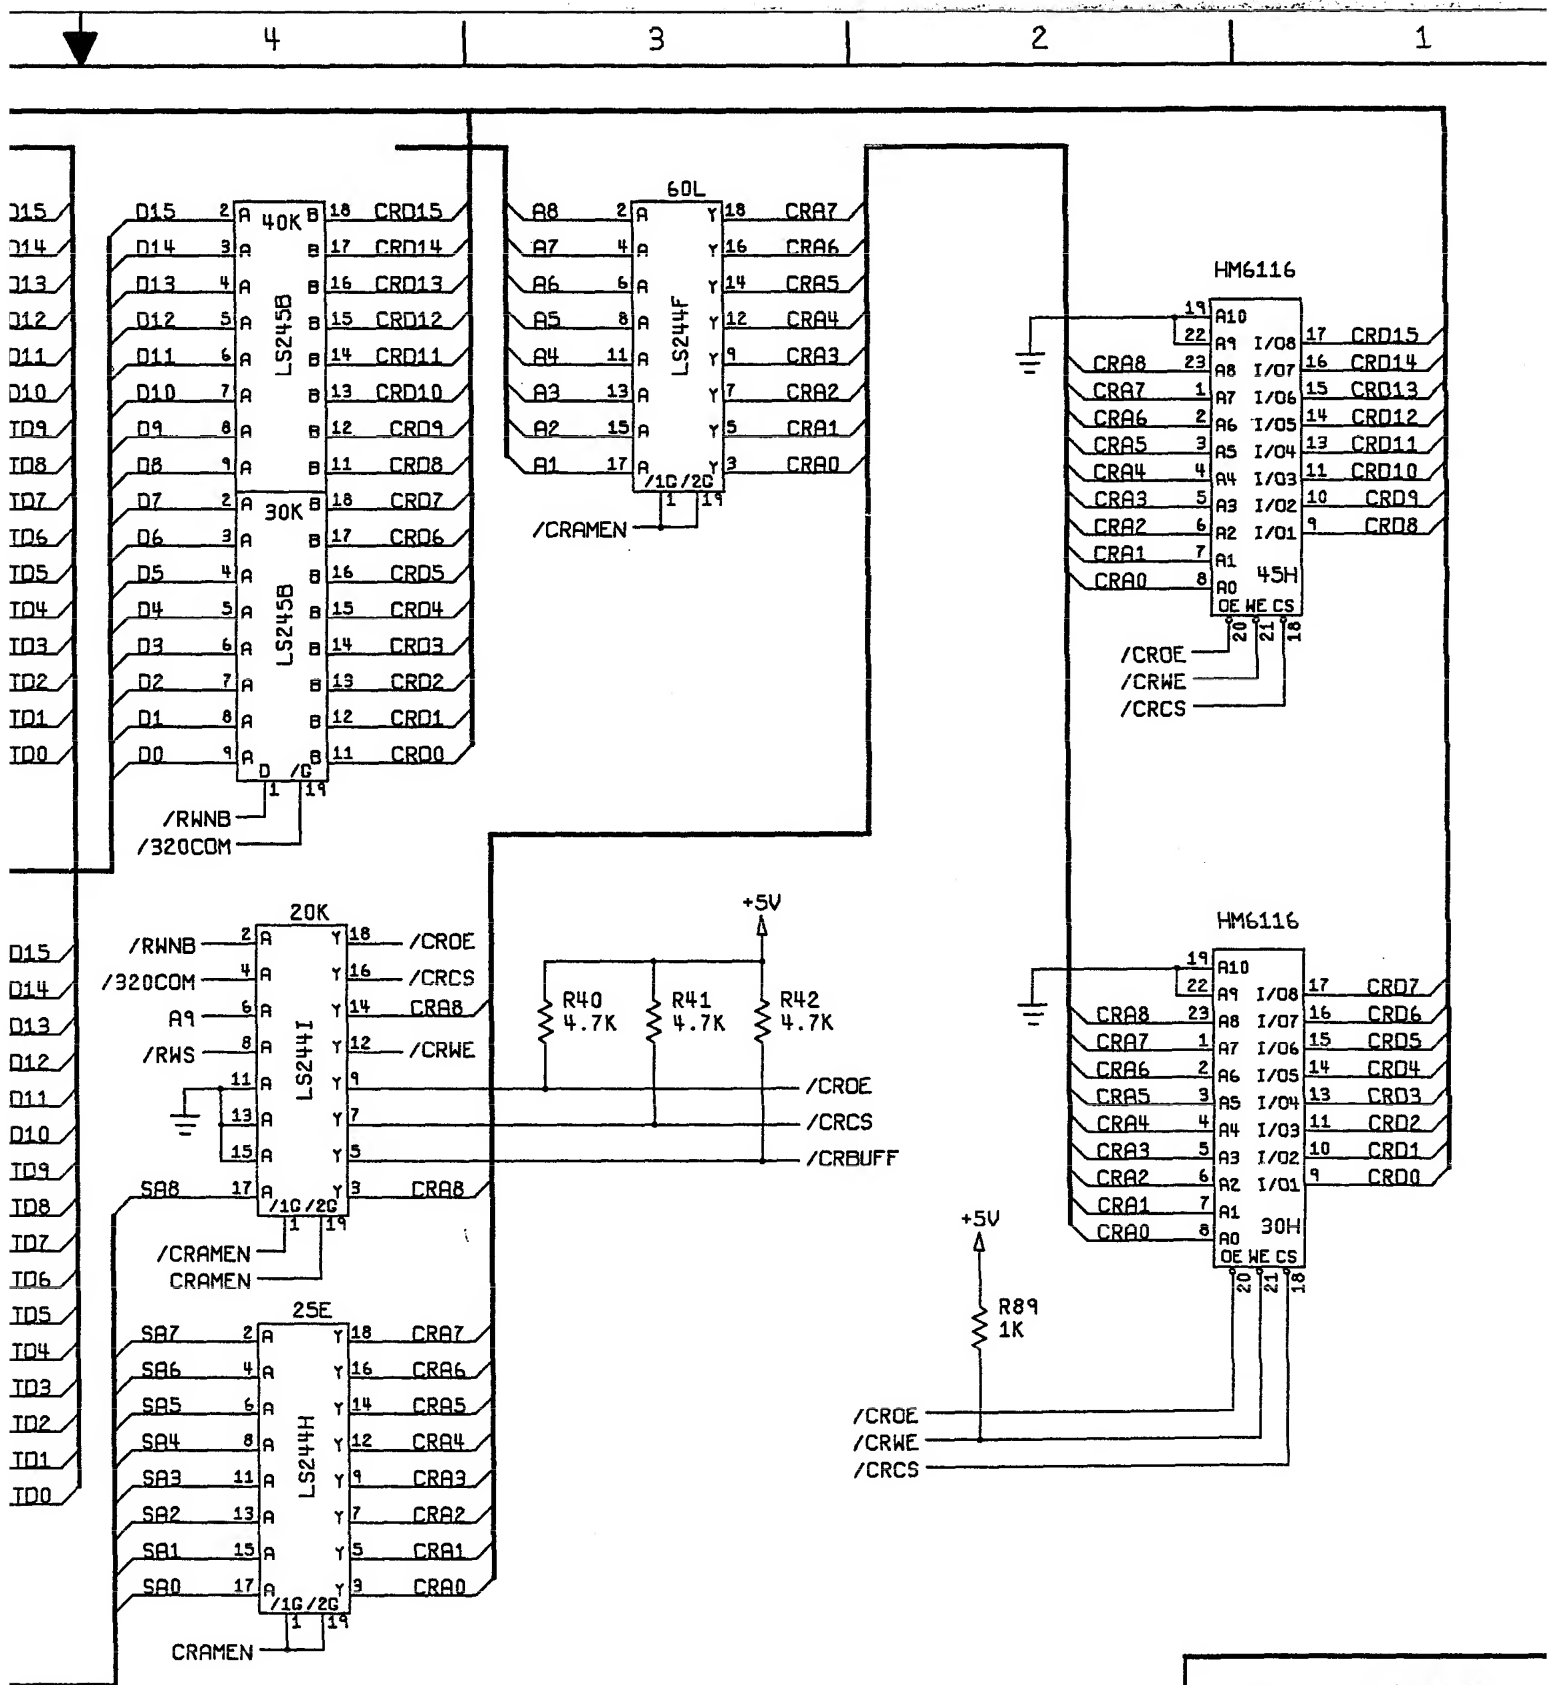 4 3 2 1
D15
D14
D13
D12
D11
D10
TD9
TD8
TD7
TD6
TD5
TD4
TD3
TD2
TD1
TD0
40K
D15 2 A B 18 CRD15
D14 3 A B 17 CRD14
D13 4 A B 16 CRD13
D12 5 A B 15 CRD12
D11 6 A B 14 CRD11
D10 7 A B 13 CRD10
D9 8 A B 12 CRD9
D8 9 A B 11 CRD8
LS245B
30K
D7 2 A B 18 CRD7
D6 3 A B 17 CRD6
D5 4 A B 16 CRD5
D4 5 A B 15 CRD4
D3 6 A B 14 CRD3
D2 7 A B 13 CRD2
D1 8 A B 12 CRD1
D0 9 A B 11 CRD0
LS245B
D /G
1 19
/RWNB
/320COM
60L
A8 2 A Y 18 CRA7
A7 4 A Y 16 CRA6
A6 6 A Y 14 CRA5
A5 8 A Y 12 CRA4
A4 11 A Y 9 CRA3
A3 13 A Y 7 CRA2
A2 15 A Y 5 CRA1
A1 17 A Y 3 CRA0
LS244F
/1G /2G
1 19
/CRAMEN
HM6116
19 A10
22 A9 I/O8 17 CRD15
CRA8 23 A8 I/O7 16 CRD14
CRA7 1 A7 I/O6 15 CRD13
CRA6 2 A6 I/O5 14 CRD12
CRA5 3 A5 I/O4 13 CRD11
CRA4 4 A4 I/O3 11 CRD10
CRA3 5 A3 I/O2 10 CRD9
CRA2 6 A2 I/O1 9 CRD8
CRA1 7 A1
CRA0 8 A0
45H
OE WE CS
20 21 18
/CROE
/CRWE
/CRCS
D15
D14
D13
D12
D11
D10
TD9
TD8
TD7
TD6
TD5
TD4
TD3
TD2
TD1
TD0
20K
/RWNB 2 A Y 18 /CROE
/320COM 4 A Y 16 /CRCS
A9 6 A Y 14 CRA8
/RWS 8 A Y 12 /CRWE
11 A Y 9 /CROE
13 A Y 7 /CRCS
15 A Y 5 /CRBUFF
SA8 17 A Y 3 CRA8
LS244I
/1G /2G
1 19
/CRAMEN
CRAMEN
+5V
R40 4.7K
R41 4.7K
R42 4.7K
25E
SA7 2 A Y 18 CRA7
SA6 4 A Y 16 CRA6
SA5 6 A Y 14 CRA5
SA4 8 A Y 12 CRA4
SA3 11 A Y 9 CRA3
SA2 13 A Y 7 CRA2
SA1 15 A Y 5 CRA1
SA0 17 A Y 3 CRA0
LS244H
/1G /2G
1 19
CRAMEN
HM6116
19 A10
22 A9 I/O8 17 CRD7
CRA8 23 A8 I/O7 16 CRD6
CRA7 1 A7 I/O6 15 CRD5
CRA6 2 A6 I/O5 14 CRD4
CRA5 3 A5 I/O4 13 CRD3
CRA4 4 A4 I/O3 11 CRD2
CRA3 5 A3 I/O2 10 CRD1
CRA2 6 A2 I/O1 9 CRD0
CRA1 7 A1
CRA0 8 A0
30H
OE WE CS
20 21 18
+5V
R89
1K
/CROE
/CRWE
/CRCS